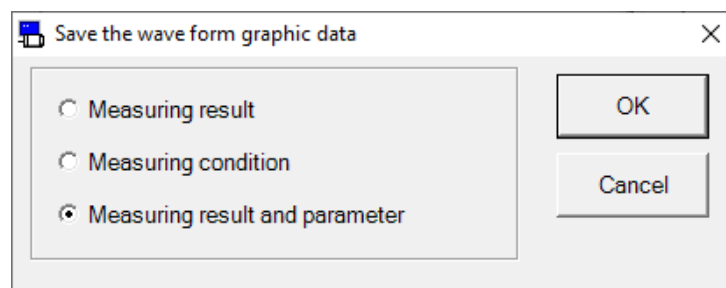 Save the wave form graphic data
Measuring result
OK
Measuring condition
Cancel
Measuring result and parameter